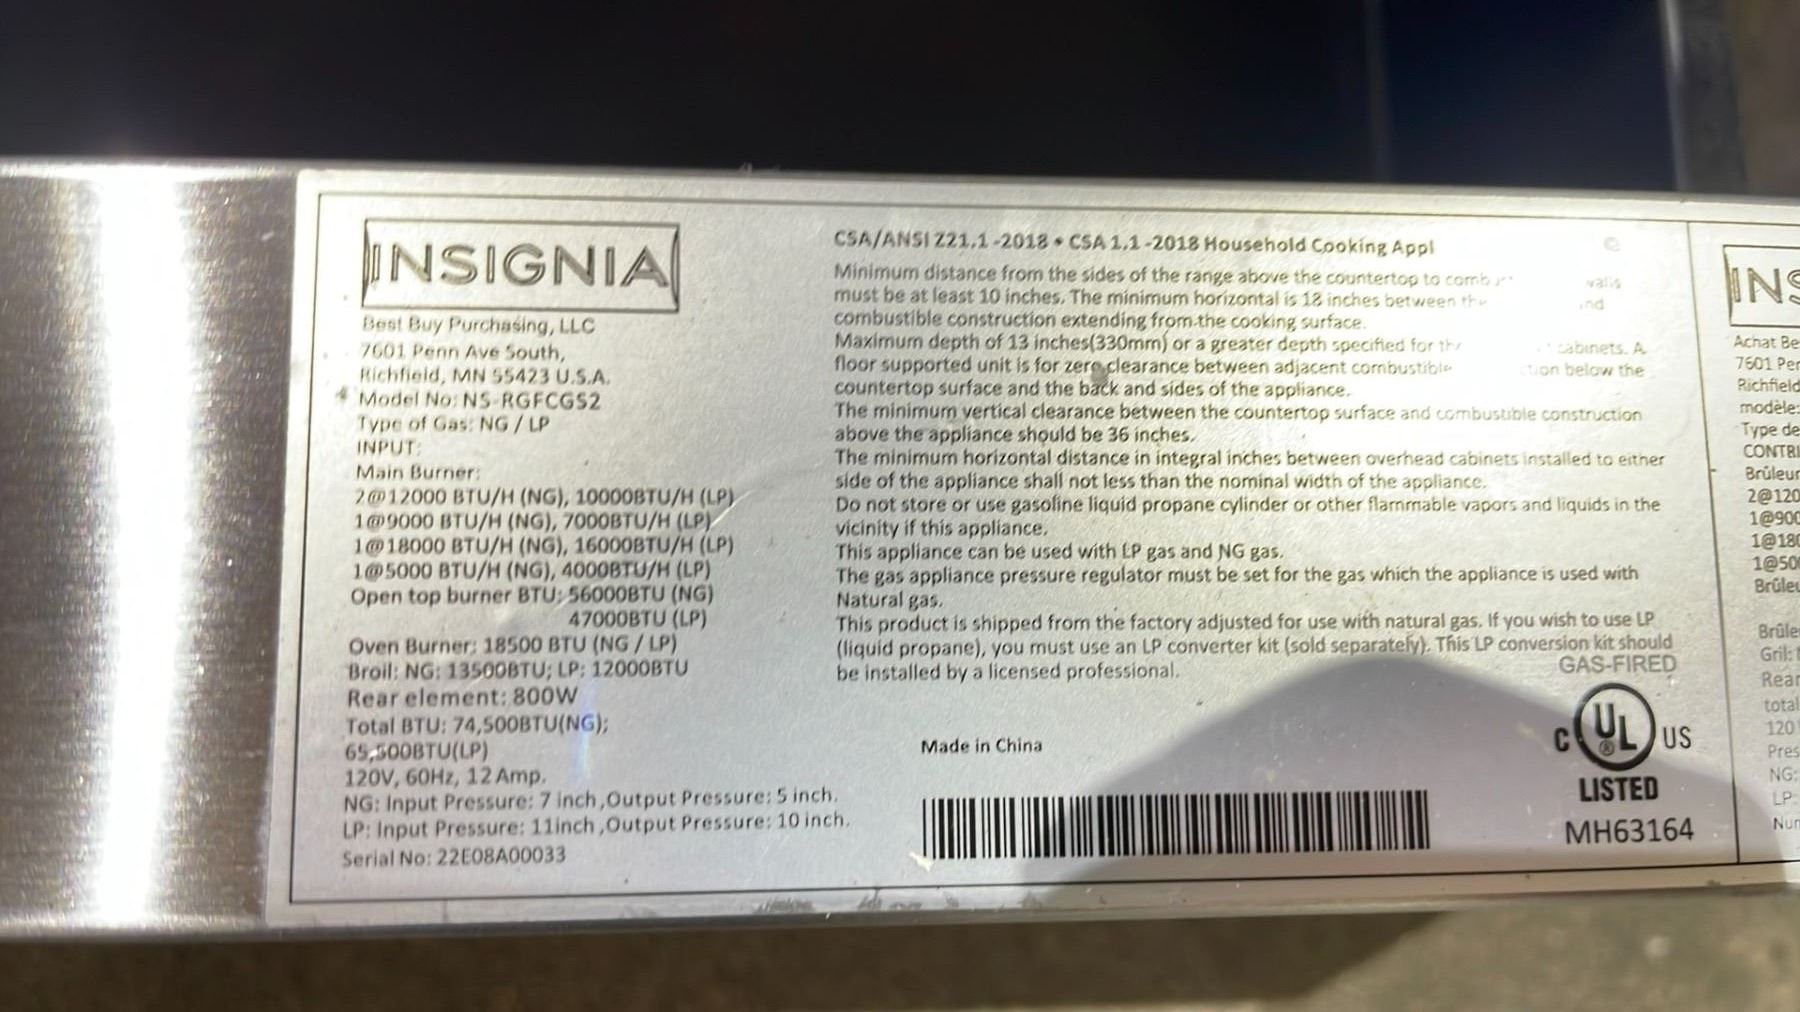 INSIGNIA
Best Buy Purchasing, LLC
7601 Penn Ave South,
Richfield, MN 55423 U.S.A.
Model No: NS-RGFCGS2
Type of Gas: NG / LP
INPUT:
Main Burner:
2@12000 BTU/H (NG), 10000BTU/H (LP)
1@9000 BTU/H (NG), 7000BTU/H (LP)
1@18000 BTU/H (NG), 16000BTU/H (LP)
1@5000 BTU/H (NG), 4000BTU/H (LP)
Open top burner BTU: 56000BTU (NG)
47000BTU (LP)
Oven Burner: 18500 BTU (NG / LP)
Broil: NG: 13500BTU; LP: 12000BTU
Rear element: 800W
Total BTU: 74,500BTU(NG);
65,500BTU(LP)
120V, 60Hz, 12 Amp.
NG: Input Pressure: 7 inch,Output Pressure: 5 inch.
LP: Input Pressure: 11inch ,Output Pressure: 10 inch.
Serial No: 22E08A00033
CSA/ANSI Z21.1-2018 • CSA 1.1-2018 Household Cooking Appl
Minimum distance from the sides of the range above the countertop to
must be at least 10 inches. The minimum horizontal is 18 inches between
combustible construction extending from the cooking surface.
Maximum depth of 13 inches(330mm) or a greater depth specified for cabinets. A
floor supported unit is for zero clearance between adjacent combustible below the
countertop surface and the back and sides of the appliance.
The minimum vertical clearance between the countertop surface and combustible construction
above the appliance should be 36 inches.
The minimum horizontal distance in integral inches between overhead cabinets installed to either
side of the appliance shall not less than the nominal width of the appliance.
Do not store or use gasoline liquid propane cylinder or other flammable vapors and liquids in the
vicinity if this appliance.
This appliance can be used with LP gas and NG gas.
The gas appliance pressure regulator must be set for the gas which the appliance is used with
Natural gas.
This product is shipped from the factory adjusted for use with natural gas. If you wish to use LP
(liquid propane), you must use an LP converter kit (sold separately). This LP conversion kit should
be installed by a licensed professional.
GAS-FIRED
Made in China
C UL ® US
LISTED
MH63164
INS
Achat Be
7601 Pen
Richfield
modèle:
Type de
CONTRI
Brûleur
2@120
1@900
1@180
1@500
Brûleu
Brûle
Gril:
Rear
total
120
Pres
NG:
LP:
Num